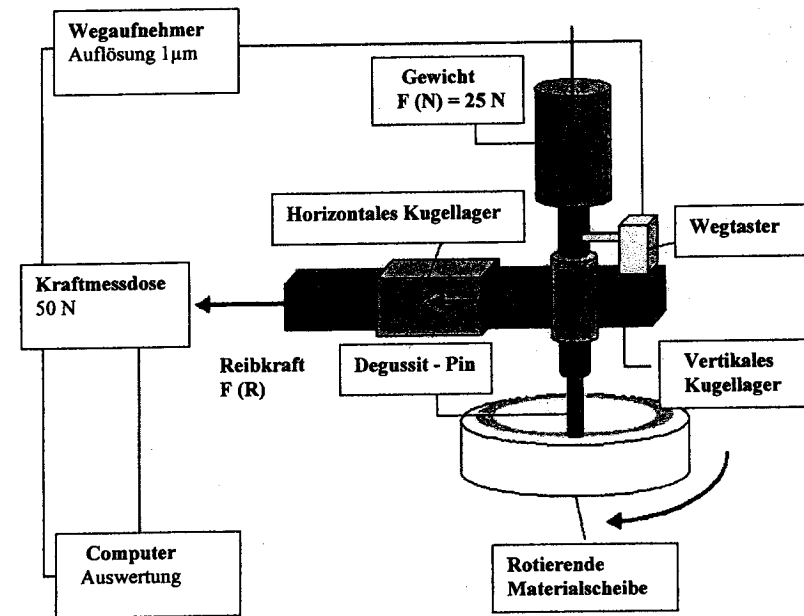 Wegaufnehmer
Auflösung 1µm
Gewicht
F (N) = 25 N
Horizontales Kugellager
Wegtaster
Kraftmessdose
50 N
Reibkraft
F (R)
Degussit - Pin
Vertikales
Kugellager
Computer
Auswertung
Rotierende
Materialscheibe